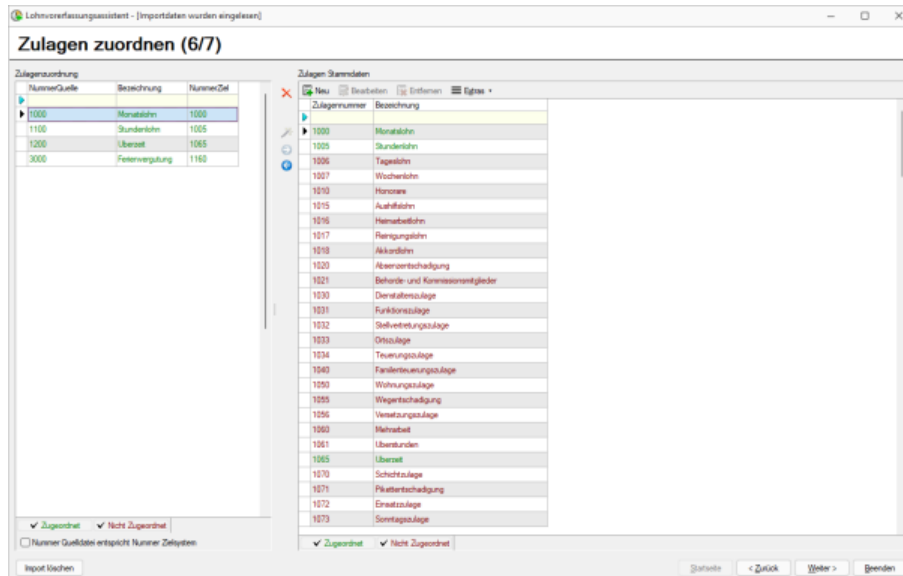 Lohnvorerfassungsassistent - [Importdaten wurden eingelesen]
Zulagen zuordnen (6/7)
Zulagenzuordnung
NummerQuelle Bezeichnung NummerZiel
1000 Monatslohn 1000
1100 Stundenlohn 1005
1200 Überzeit 1065
3000 Ferienvergütung 1160
Zugeordnet Nicht Zugeordnet
Nummer Quelldatei entspricht Nummer Zielsystem
Zulagen Stammdaten
Neu Bearbeiten Entfernen Extras
Zulagennummer Bezeichnung
1000 Monatslohn
1005 Stundenlohn
1006 Tageslohn
1007 Wochenlohn
1010 Honorare
1015 Aushilfslohn
1016 Heimarbeitlohn
1017 Reinigungslohn
1018 Akkordlohn
1020 Absenzentschädigung
1021 Behörde- und Kommissionsmitglieder
1030 Dienstalterszulage
1031 Funktionszulage
1032 Stellvertretungszulage
1033 Ortszulage
1034 Teuerungszulage
1040 Familienteuerungszulage
1050 Wohnungszulage
1055 Wegentschädigung
1056 Versetzungszulage
1060 Mehrarbeit
1061 Überstunden
1065 Überzeit
1070 Schichtzulage
1071 Pikettentschädigung
1072 Einsatzzulage
1073 Sonntagszulage
Zugeordnet Nicht Zugeordnet
Import löschen Startseite < Zurück Weiter > Beenden